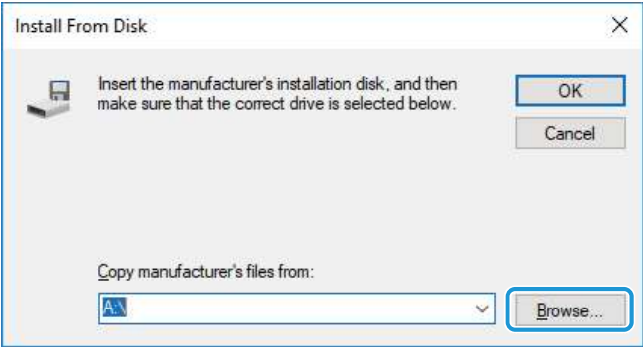 Install From Disk
Insert the manufacturer's installation disk, and then
make sure that the correct drive is selected below.
OK
Cancel
Copy manufacturer's files from:
A:\
Browse...